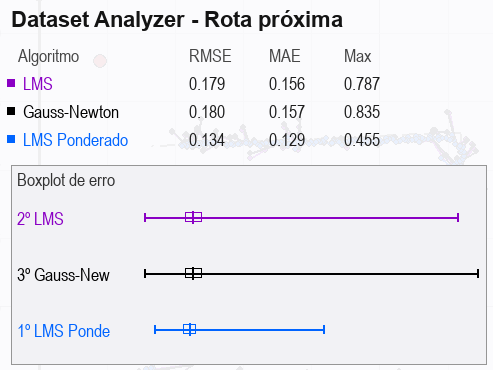 Dataset Analyzer - Rota próxima
Algoritmo RMSE MAE Max
LMS 0.179 0.156 0.787
Gauss-Newton 0.180 0.157 0.835
LMS Ponderado 0.134 0.129 0.455
Boxplot de erro
2º LMS
3º Gauss-New
1º LMS Ponde